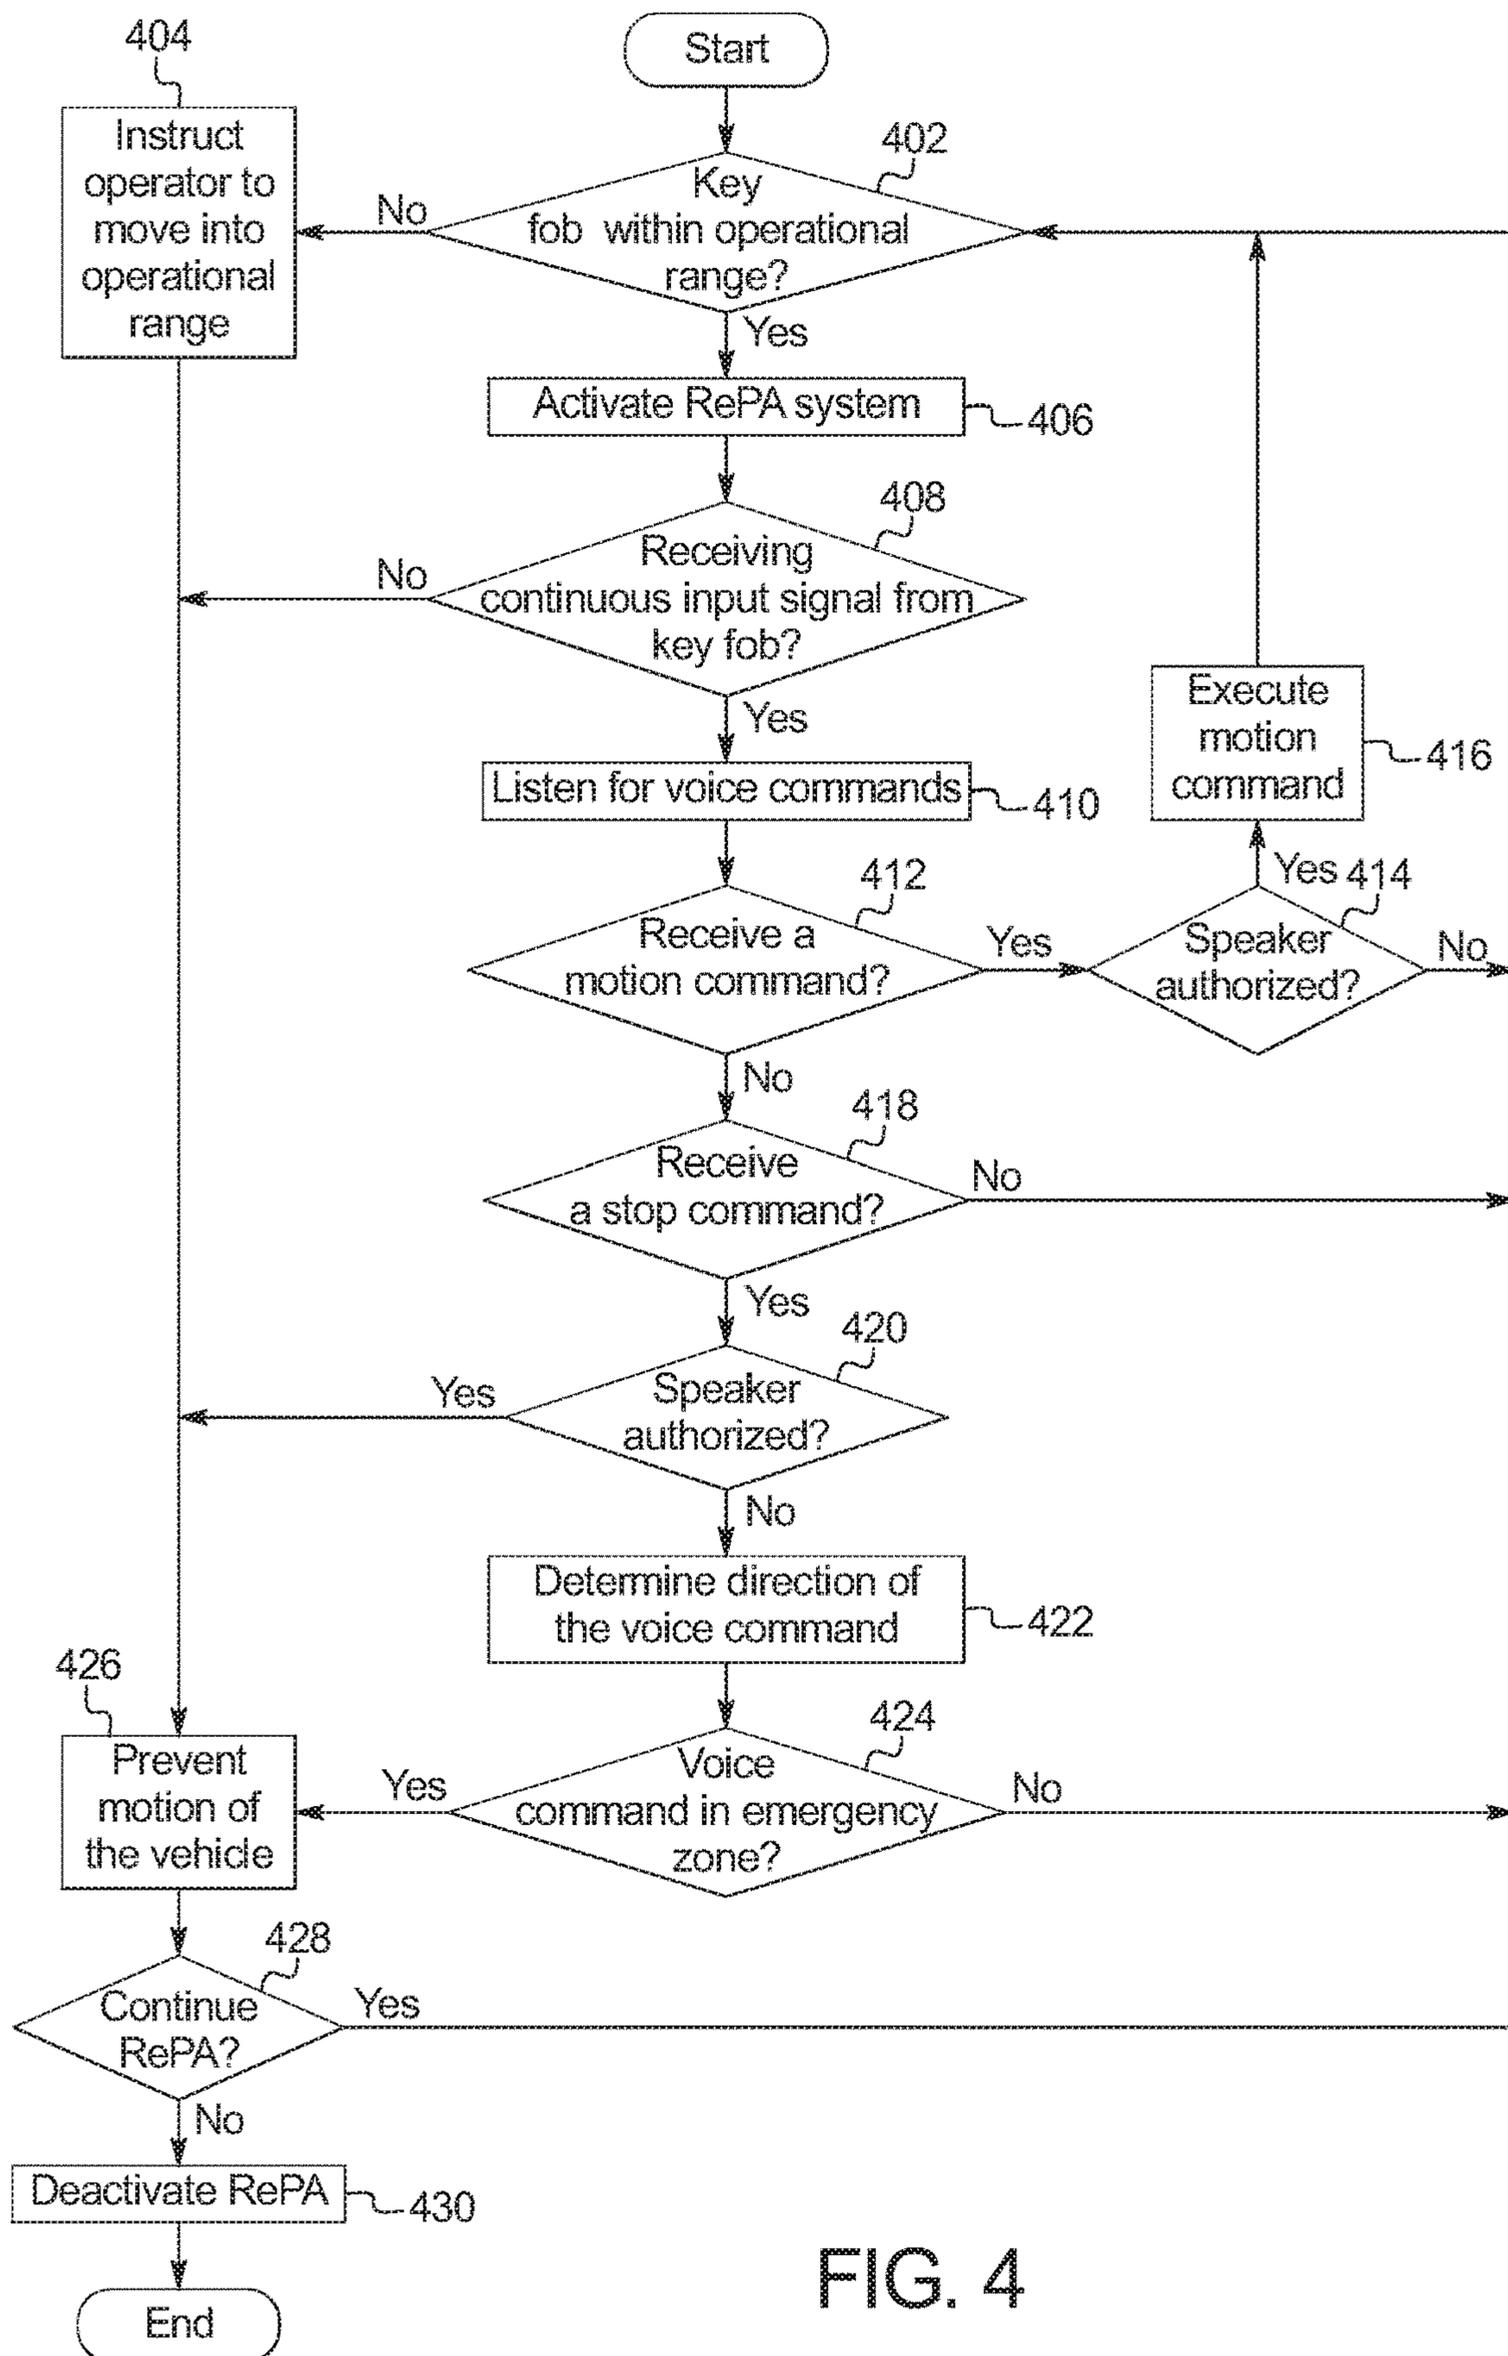 Start
404
Instruct
operator to
move into
operational
range
No
402
Key
fob within operational
range?
Yes
Activate RePA system
406
408
Receiving
continuous input signal from
key fob?
No
Yes
Listen for voice commands
410
Execute
motion
command
416
412
Receive a
motion command?
Yes
Yes
414
Speaker
authorized?
No
No
418
Receive
a stop command?
No
Yes
420
Speaker
authorized?
Yes
No
Determine direction of
the voice command
422
426
Prevent
motion of
the vehicle
Yes
424
Voice
command in emergency
zone?
No
428
Continue
RePA?
Yes
No
Deactivate RePA
430
End
FIG. 4